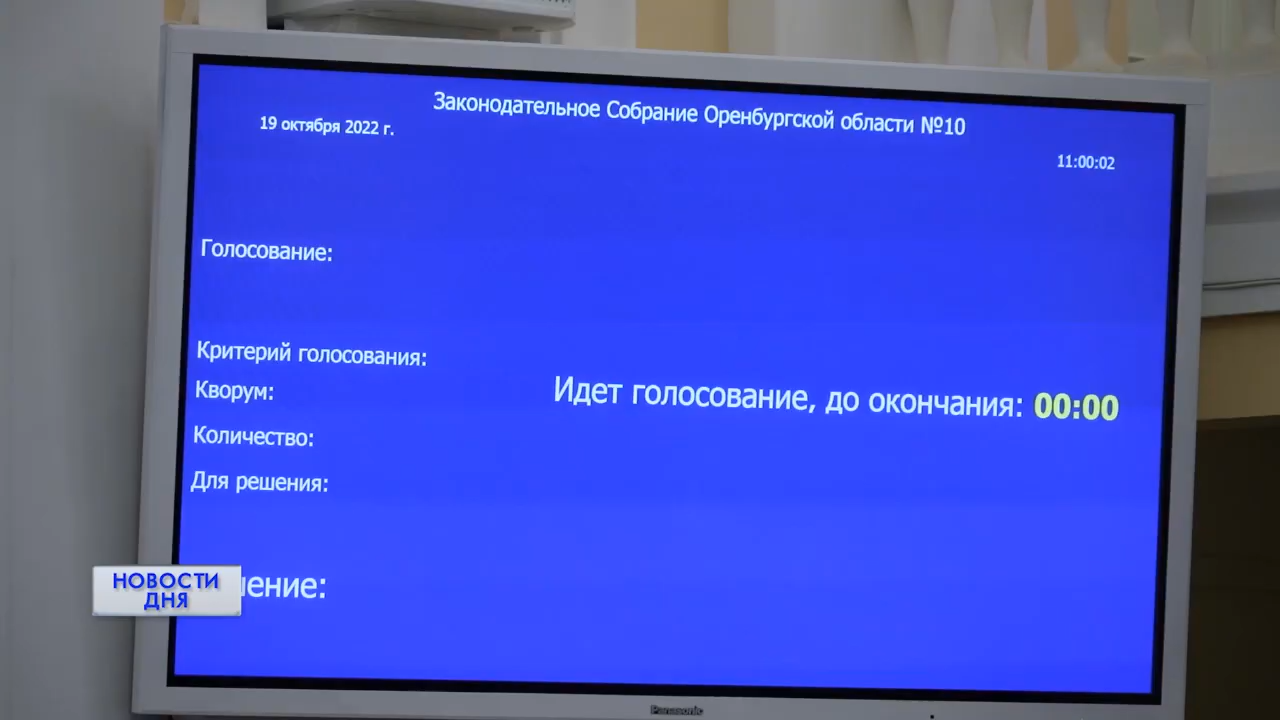 Законодательное Собрание Оренбургской области №10
19 октября 2022 г.
11:00:02
Голосование:
Критерий голосования:
Идет голосование, до окончания: 00:00
Кворум:
Количество:
Для решения:
НОВОСТИ
ДНЯ
Panasonic